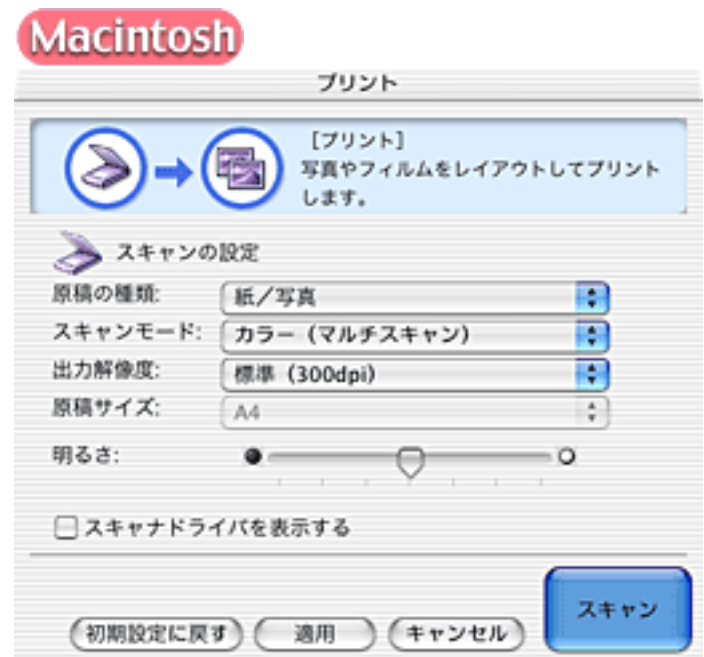 Macintosh
プリント
［プリント］
写真やフィルムをレイアウトしてプリント
します。
スキャンの設定
原稿の種類: 紙／写真
スキャンモード: カラー（マルチスキャン）
出力解像度: 標準（300dpi）
原稿サイズ: A4
明るさ:
スキャナドライバを表示する
初期設定に戻す 適用 キャンセル スキャン